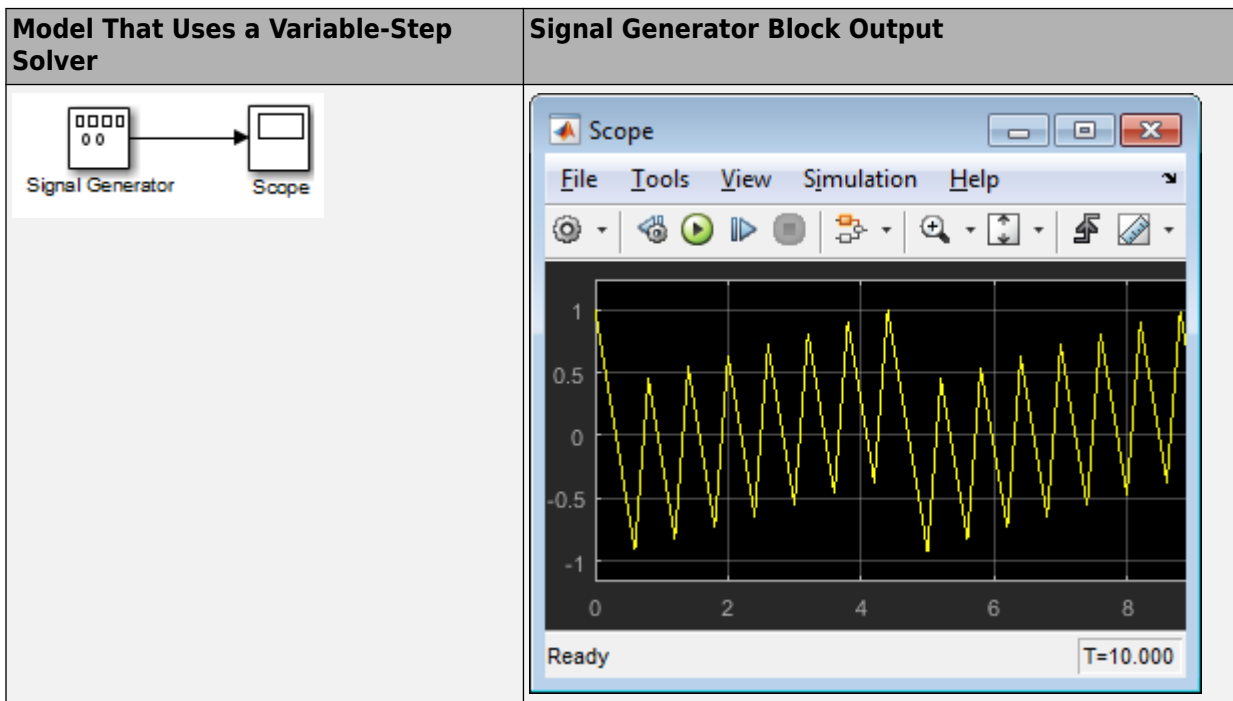 Model That Uses a Variable-Step
Solver
Signal Generator Block Output
Signal Generator
Scope
Scope
File Tools View Simulation Help
1
0.5
0
-0.5
-1
0 2 4 6 8
Ready T=10.000